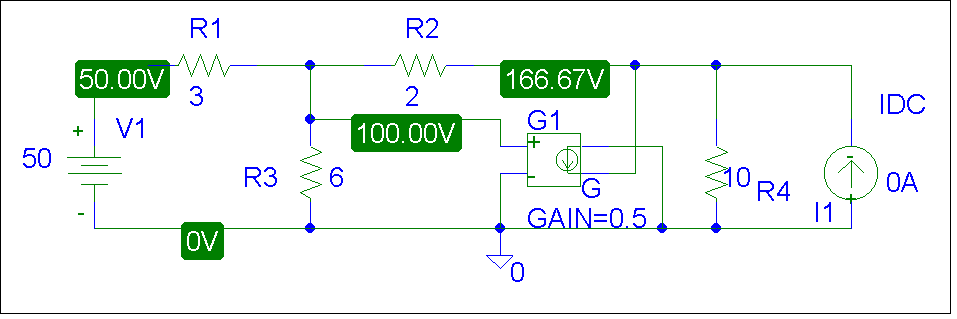 R1
R2
50.00V
166.67V
3
2
IDC
+
V1
100.00V
G1
+
-
50
R3
6
10
R4
0A
G
-
-
+
GAIN=0.5
I1
0V
0